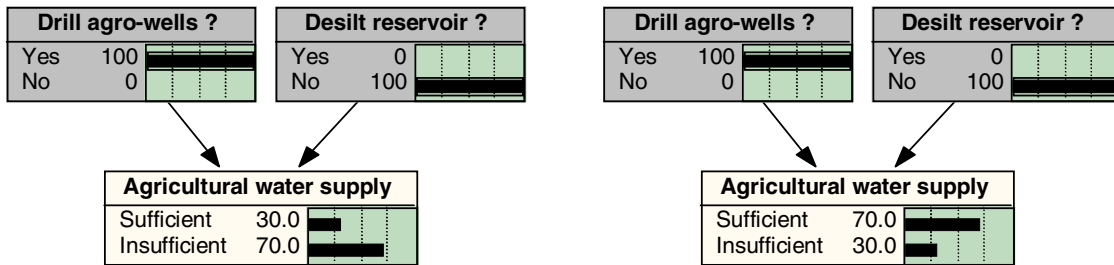 Drill agro-wells ?
Yes 100
No 0
Desilt reservoir ?
Yes 0
No 100
Agricultural water supply
Sufficient 30.0
Insufficient 70.0
Drill agro-wells ?
Yes 100
No 0
Desilt reservoir ?
Yes 0
No 100
Agricultural water supply
Sufficient 70.0
Insufficient 30.0